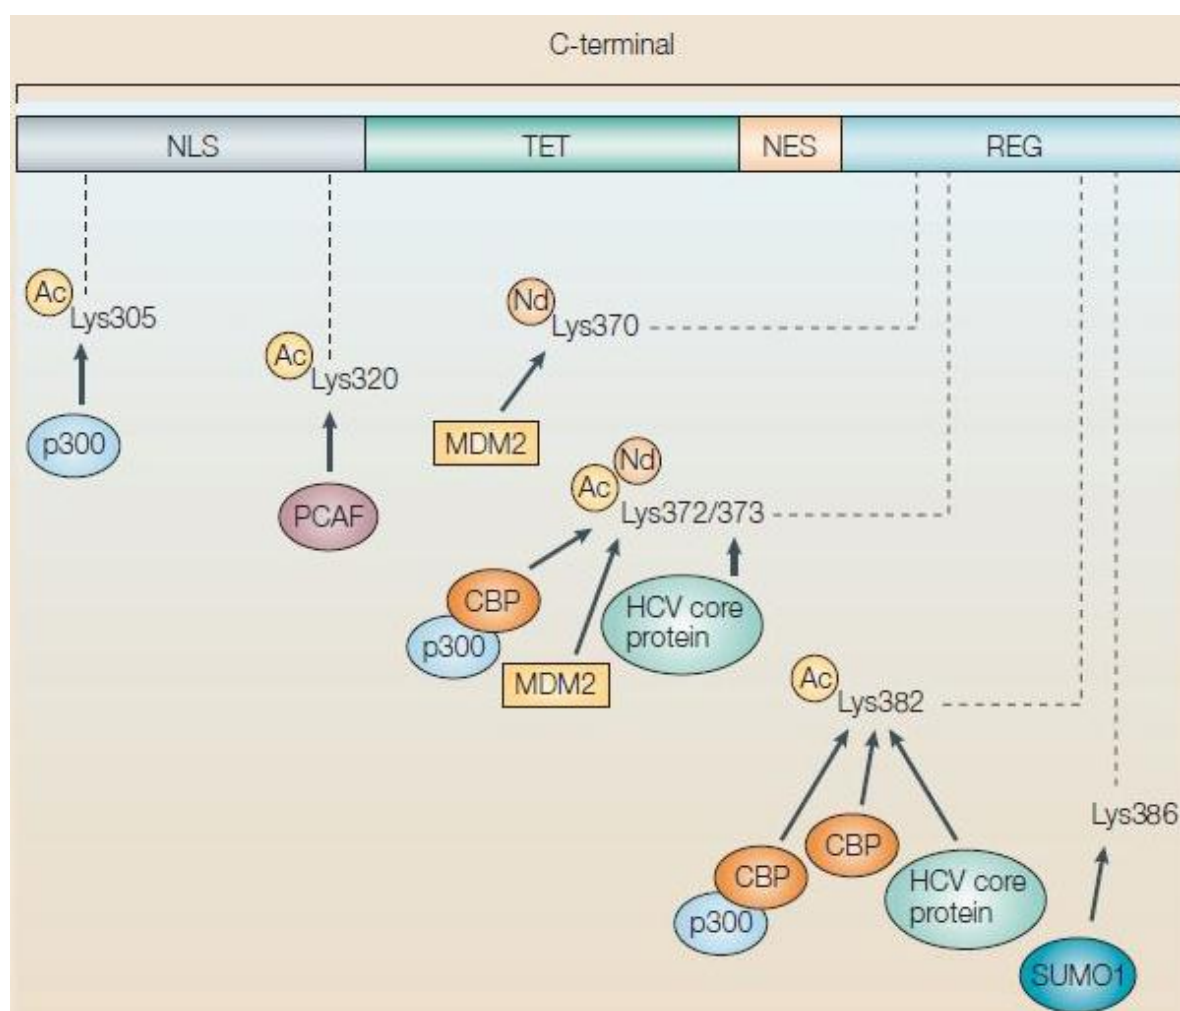 C-terminal
NLS
TET
NES
REG
Ac
Lys305
p300
Ac
Lys320
PCAF
Nd
Lys370
MDM2
Nd
Ac
Lys372/373
CBP
p300
MDM2
HCV core
protein
Ac
Lys382
CBP
p300
CBP
HCV core
protein
Lys386
SUMO1